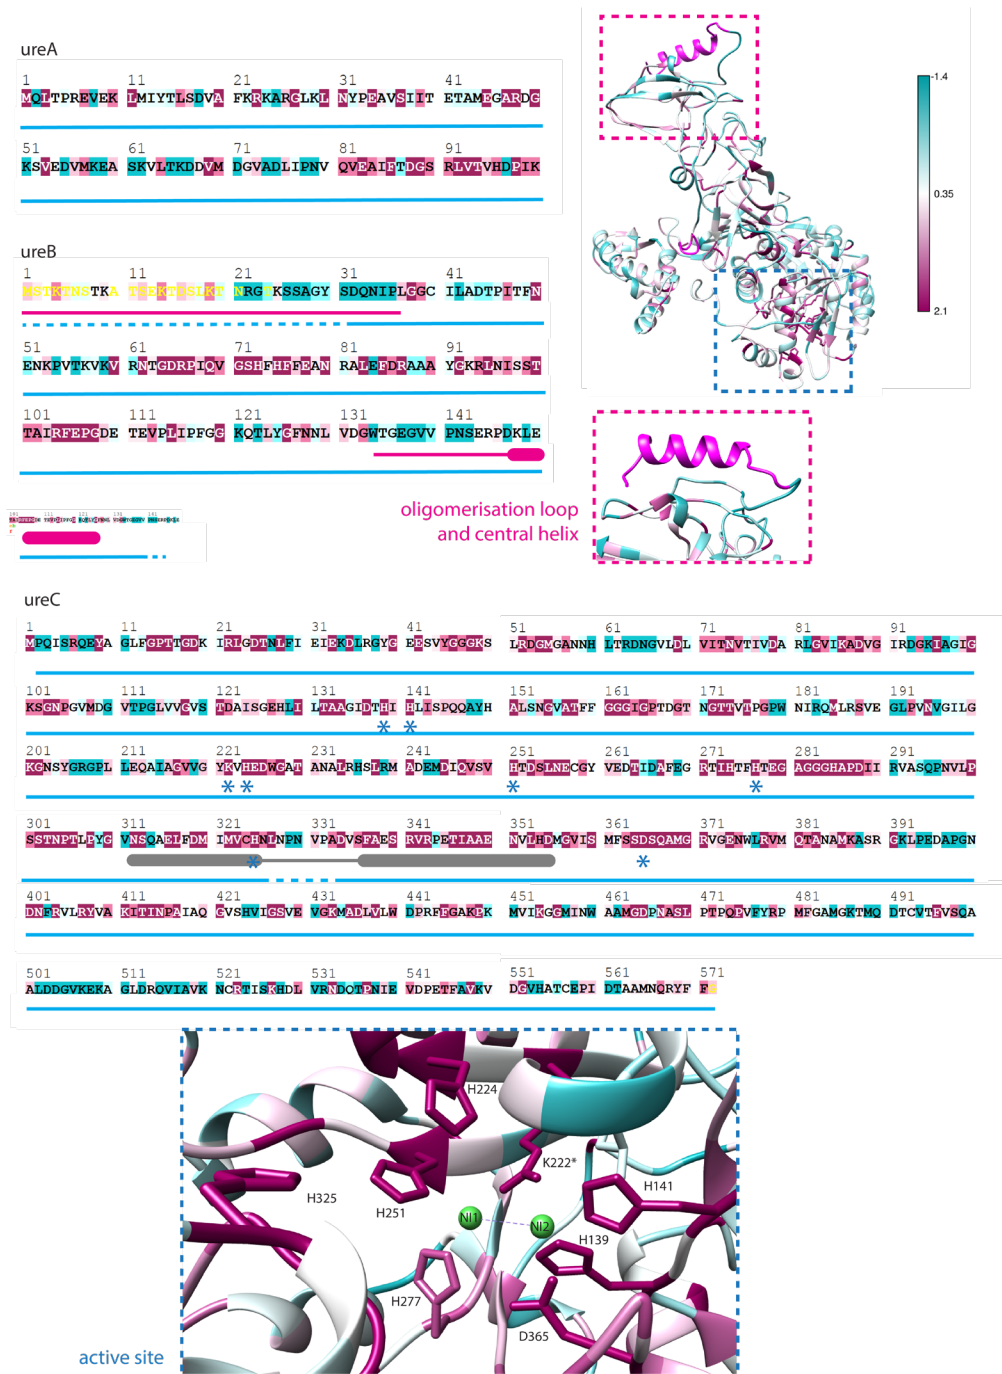 ureA
1 11 21 31 41
MQLTPREVEK LMIYTLSDVA FKRKARGLKL NYPEAVSIIT ETAMEGARDG
51 61 71 81 91
KSVEDVMKEA SKVLTKDDVM DGVADLIPNV QVEAIFTDGS RLVTVHDPIK
ureB
1 11 21 31 41
MSTKTNSTKA TSEKTDSLKT NRGTKSSAGY SDQNIPLGGC ILADTPITFN
51 61 71 81 91
ENKPVTKVKV RNTGDRPIQV GSHFHFFEAN RALEFDRAAA YGKRLNISST
101 111 121 131 141
TAIRFEPGDE TEVPLIPFGG KQTLYGFNNL VDGWTGEGVV PNSERPDKLE
-1.4
0.35
2.1
oligomerisation loop
and central helix
ureC
1 11 21 31 41 51 61 71 81 91
MPQISRQEYA GLFGPTTGDK IRLGDTNLFI EIEKDLRGYG EESVYGGGKS LRDGMGANNH LTRDNGVLDL VITNVTIVDA RLGVIKADVG IRDGKIAGIG
101 111 121 131 141 151 161 171 181 191
KSGNPGVMDG VTPGLVVGVS TDAISGEHLI LTAAGIDTHI HLISPQQAYH ALSNGVATFF GGGIGPTDGT NGTTVTPGPW NIRQMLRSVE GLPVNVGILG
201 211 221 231 241 251 261 271 281 291
KGNSYGRGPL LEQAIAGVVG YKVHEDWGAT ANALRHSLRM ADEMDIQVSV HTDSLNECGY VEDTIDAFEG RTIHTFHTEG AGGGHAPDII RVASQPNVLP
301 311 321 331 341 351 361 371 381 391
SSTNPTLPYG VNSQAELFDM IMVCHNLNPN VPADVSFAES RVRPETIAAE NVLHDMGVIS MFSSDSQAMG RVGENWLRVM QTANAMKASR GKLPEDAPGN
401 411 421 431 441 451 461 471 481 491
DNFRVLRYVA KITINPAIAQ GVSHVIGSVE VGKMADLVLW DPRFFGAKPK MVIKGGMINW AAMGDPNASL PTPQPVFYRP MFGAMGKTMQ DTCVTFVSQA
501 511 521 531 541 551 561 571
ALDDGVKEKA GLDRQVIAVK NCRTISKHDL VRNDQTPNIE VDPETFAVKV DGVHATCEPI DTAAMNQRYF F
H224
K222*
H141
H325
H251
NI1
NI2
H139
H277
D365
active site